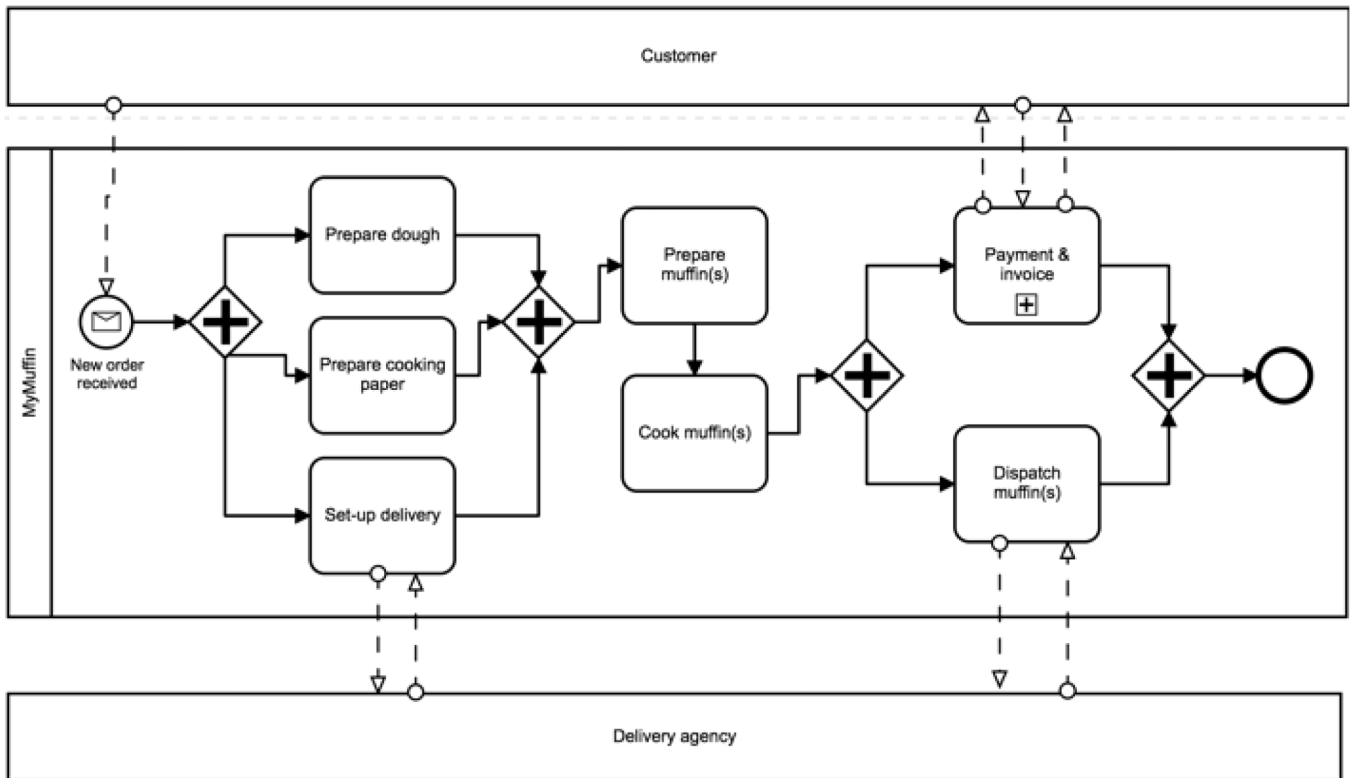 Customer
MyMuffin
New order
received
Prepare dough
Prepare cooking
paper
Set-up delivery
Prepare
muffin(s)
Cook muffin(s)
Payment &
invoice
Dispatch
muffin(s)
Delivery agency